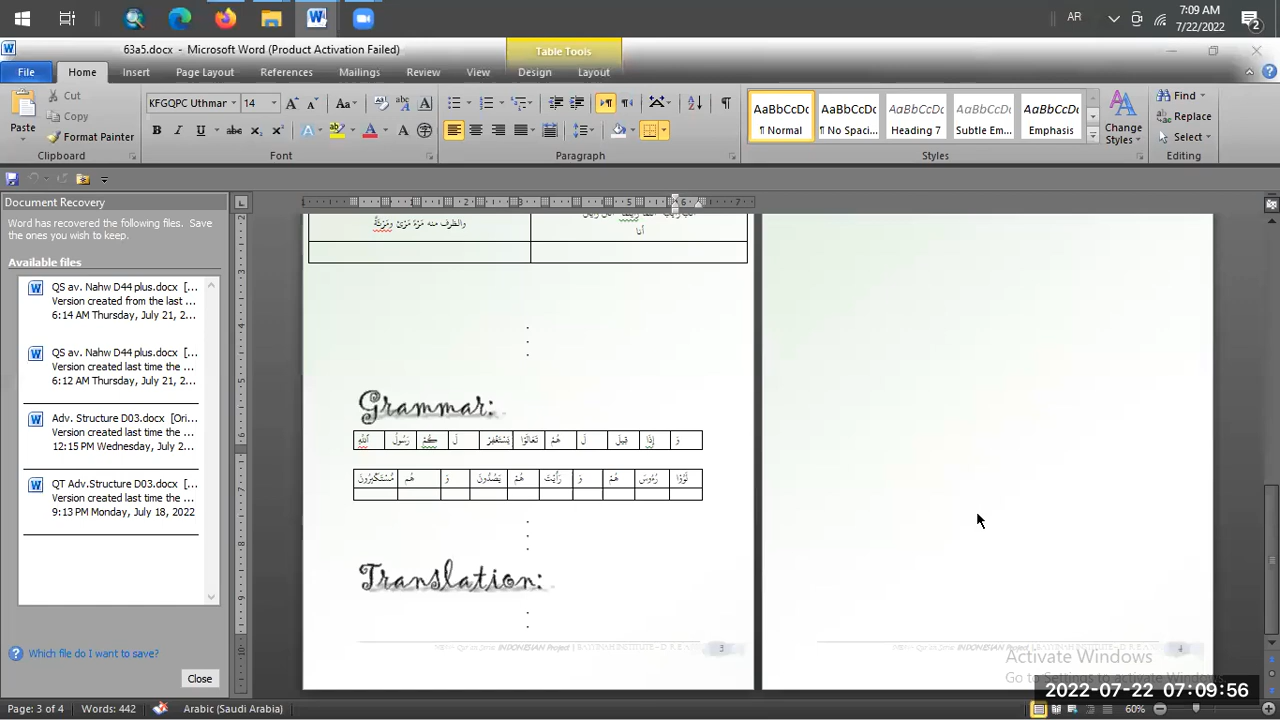 7:09 AM
AR
7/22/2022
2
63a5.docx - Microsoft Word (Product Activation Failed)
Table Tools
File Home Insert Page Layout References Mailings Review View Design Layout
Cut
Copy
Format Painter
Paste
Clipboard
KFGQPC Uthmar 14
Font
Paragraph
AaBbCcDc AaBbCcDc AaBbCcDc AaBbCcDc AaBbCcDc
¶ Normal ¶ No Spaci... Heading 7 Subtle Em... Emphasis
Change Styles
Styles
Find
Replace
Select
Editing
Document Recovery
Word has recovered the following files. Save the ones you wish to keep.
Available files
QS av. Nahw D44 plus.docx [...
Version created from the last ...
6:14 AM Thursday, July 21, 2...
QS av. Nahw D44 plus.docx [...
Version created last time the ...
6:12 AM Thursday, July 21, 2...
Adv. Structure D03.docx [Ori...
Version created last time the ...
12:15 PM Wednesday, July 2...
QT Adv.Structure D03.docx [...
Version created last time the ...
9:13 PM Monday, July 18, 2022
Which file do I want to save?
Close
أنا
Grammar:
وَ إِذَا قِيلَ لَ هُمْ تَعَالَوْا يَسْتَغْفِرْ لَ كُمْ رَسُولُ ٱللَّهِ
لَوَّوْا رُءُوسَ هُمْ وَ رَأَيْتَ هُمْ يَصُدُّونَ وَ هُم مُّسْتَكْبِرُونَ
Translation:
3
4
Activate Windows
Go to Settings to activate Windows.
2022-07-22 07:09:56
Page: 3 of 4 Words: 442 Arabic (Saudi Arabia) 60%